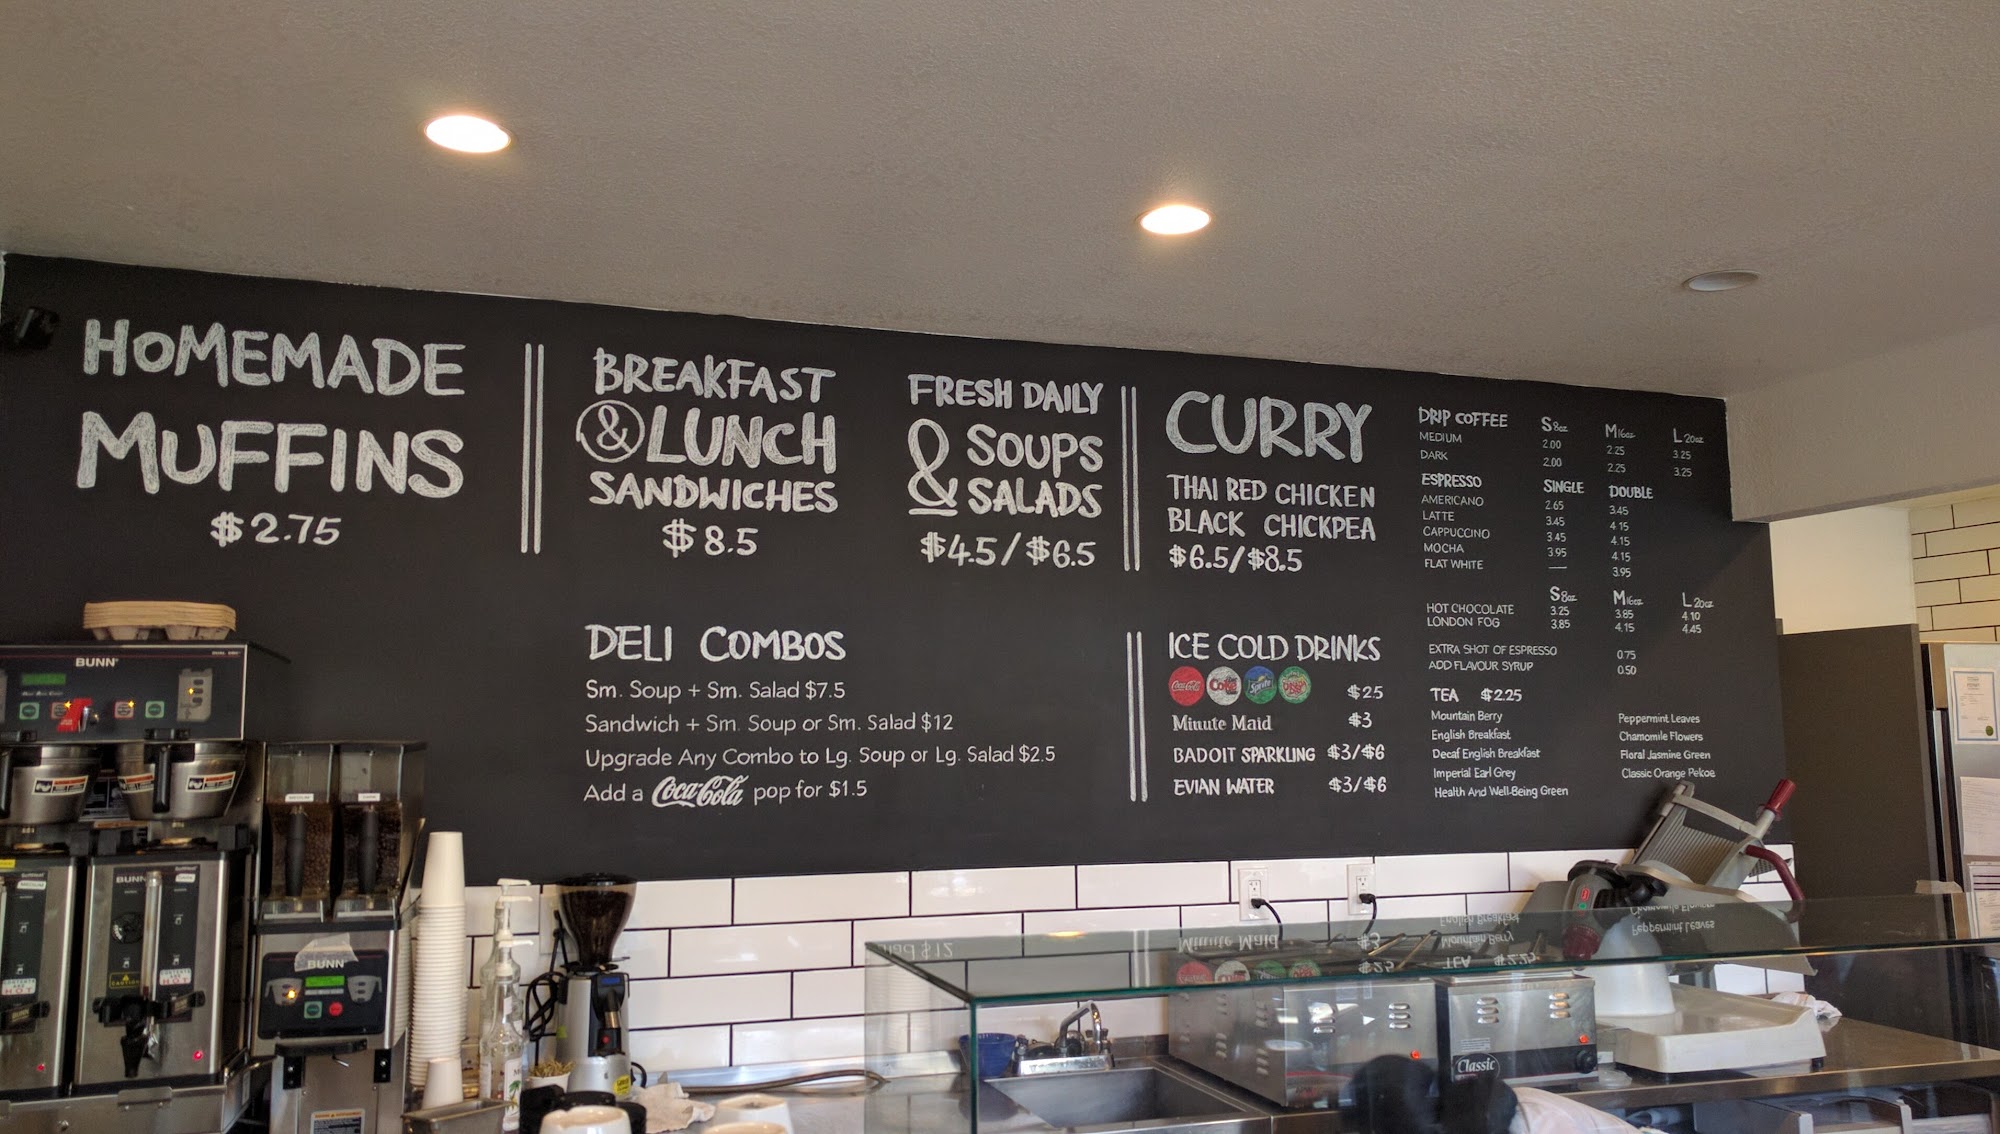 HOMEMADE
MUFFINS
$2.75
BREAKFAST
& LUNCH
SANDWICHES
$8.5
FRESH DAILY
& SOUPS
SALADS
$4.5/$6.5
CURRY
THAI RED CHICKEN
BLACK CHICKPEA
$6.5/$8.5
DELI COMBOS
Sm. Soup + Sm. Salad $7.5
Sandwich + Sm. Soup or Sm. Salad $12
Upgrade Any Combo to Lg. Soup or Lg. Salad $2.5
Add a Coca-Cola pop for $1.5
ICE COLD DRINKS
Coca-Cola Coke Sprite $2.5
Minute Maid $3
BADOIT SPARKLING $3/$6
EVIAN WATER $3/$6
DRIP COFFEE S 8oz M 16oz L 20oz
MEDIUM 2.00 2.25 3.25
DARK 2.00 2.25 3.25
ESPRESSO SINGLE DOUBLE
AMERICANO 2.65 3.45
LATTE 3.45 4.15
CAPPUCCINO 3.45 4.15
MOCHA 3.95 4.15
FLAT WHITE — 3.95
S 8oz M 16oz L 20oz
HOT CHOCOLATE 3.25 3.85 4.10
LONDON FOG 3.85 4.15 4.45
EXTRA SHOT OF ESPRESSO 0.75
ADD FLAVOUR SYRUP 0.50
TEA $2.25
Mountain Berry
English Breakfast
Decaf English Breakfast
Imperial Earl Grey
Health And Well-Being Green
Peppermint Leaves
Chamomile Flowers
Floral Jasmine Green
Classic Orange Pekoe
BUNN
BUNN
BUNN
Classic